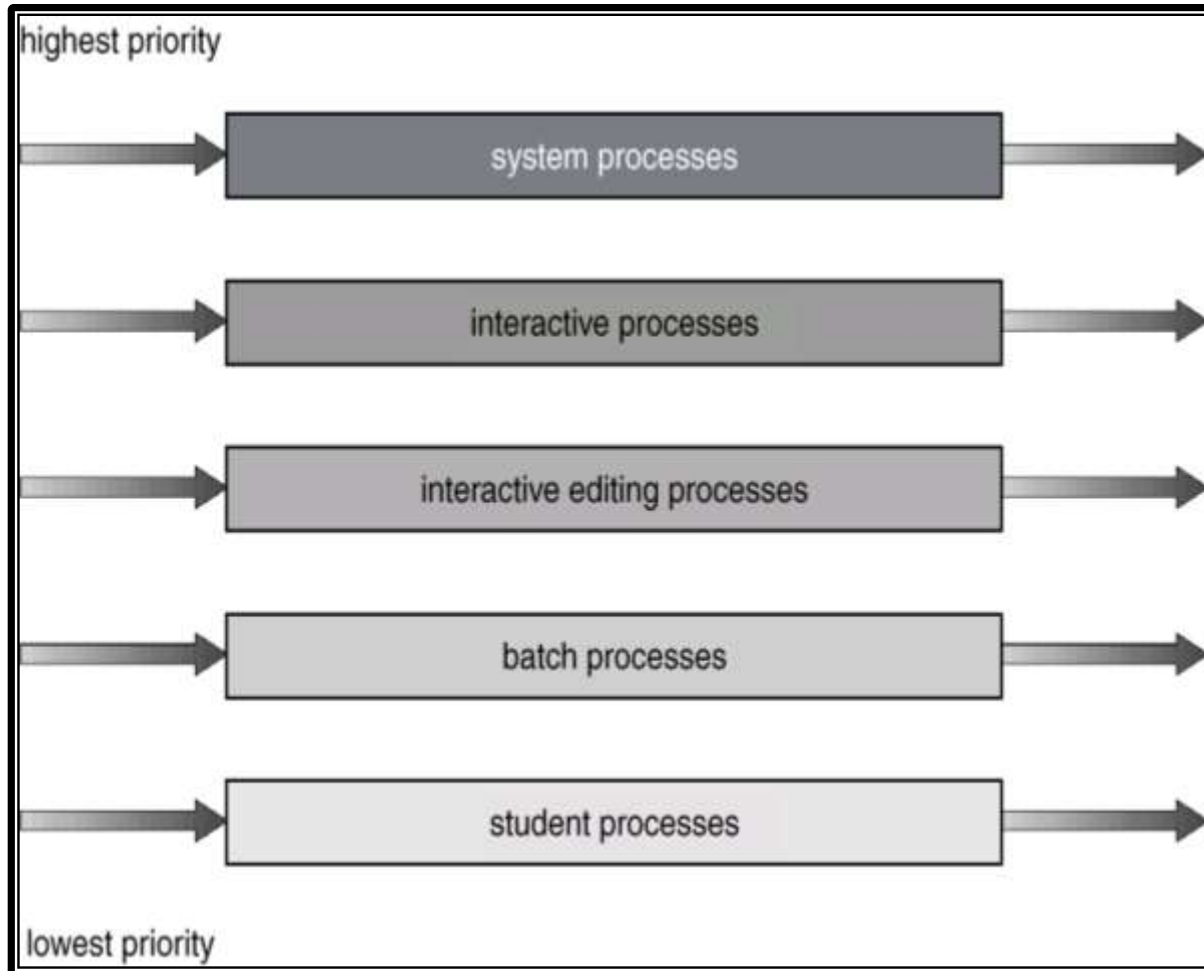 highest priority
system processes
interactive processes
interactive editing processes
batch processes
student processes
lowest priority